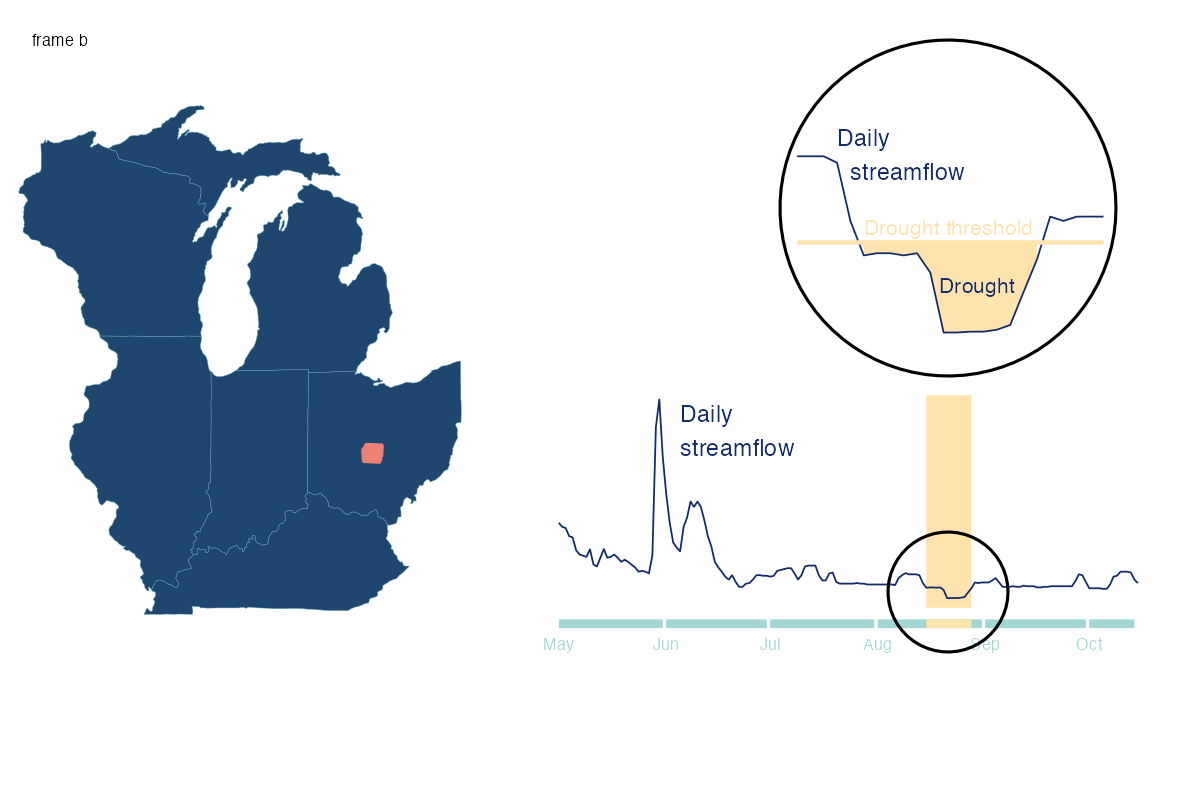 frame b
Daily
streamflow
Drought threshold
Drought
Daily
streamflow
May Jun Jul Aug Sep Oct